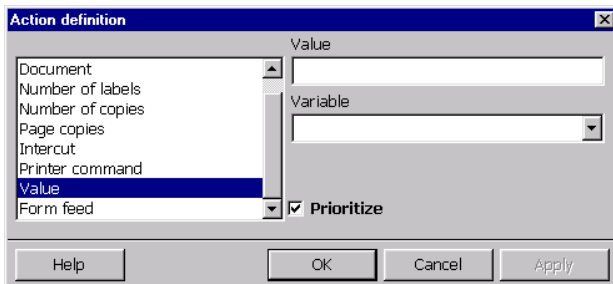 Action definition
Value
Document
Number of labels
Number of copies
Page copies
Intercut
Printer command
Value
Form feed
Variable
Prioritize
Help
OK
Cancel
Apply